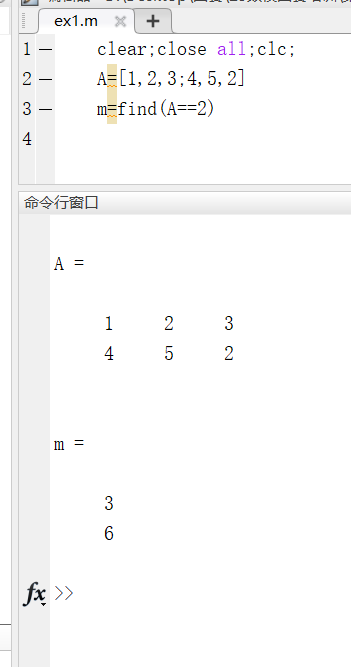 ex1.m
1 — clear;close all;clc;
2 — A=[1,2,3;4,5,2]
3 — m=find(A==2)
4
命令行窗口
A =
1 2 3
4 5 2
m =
3
6
fx >>